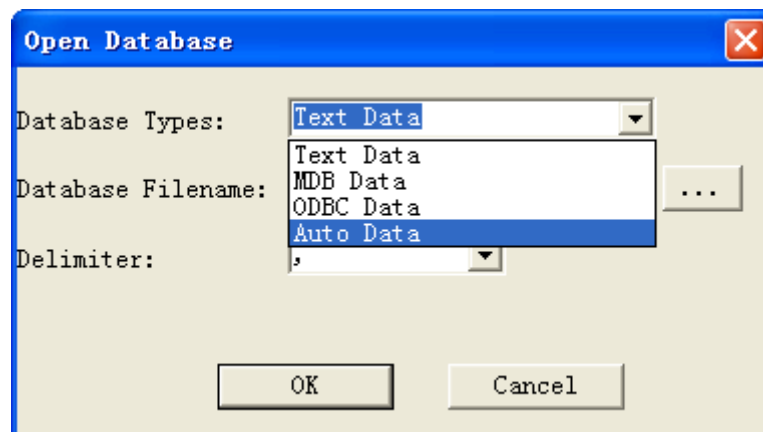 Open Database
Database Types:
Text Data
Text Data
MDB Data
Database Filename:
...
ODBC Data
Auto Data
Delimiter:
,
OK
Cancel